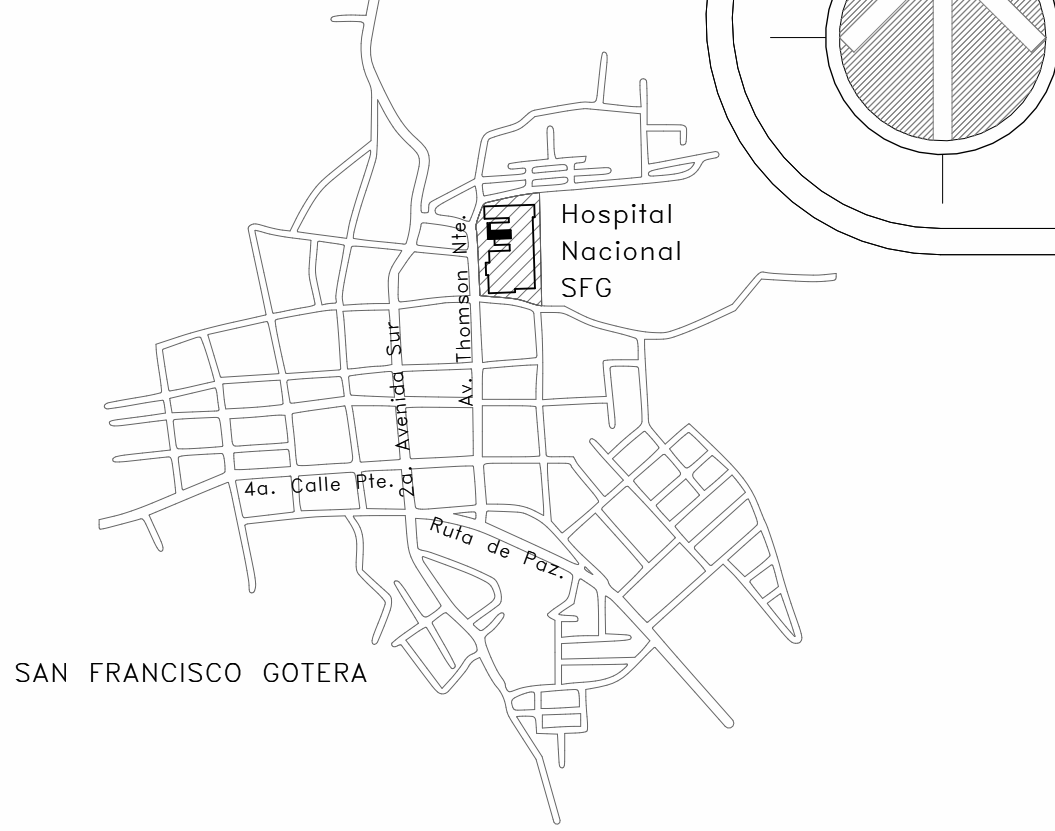 Hospital
Nacional
SFG
Av. Thomson Nte.
2a. Avenida Sur
4a. Calle Pte.
Ruta de Paz.
SAN FRANCISCO GOTERA